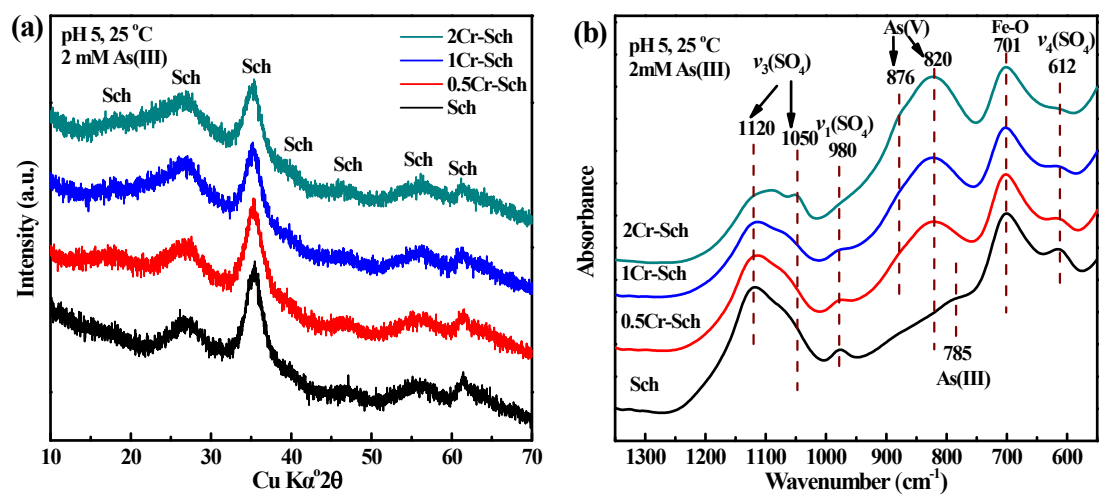 (a)
pH 5, 25 °C
2 mM As(III)
2Cr-Sch
1Cr-Sch
0.5Cr-Sch
Sch
Sch
Sch
Sch
Sch
Sch
Sch
Sch
Intensity (a.u.)
10 20 30 40 50 60 70
Cu Kα°2θ
(b)
pH 5, 25 °C
2mM As(III)
As(V)
Fe-O
ν4(SO4)
ν3(SO4)
876
820
701
612
1120
1050
ν1(SO4)
980
2Cr-Sch
1Cr-Sch
0.5Cr-Sch
Sch
785
As(III)
Absorbance
1300 1200 1100 1000 900 800 700 600
Wavenumber (cm-1)